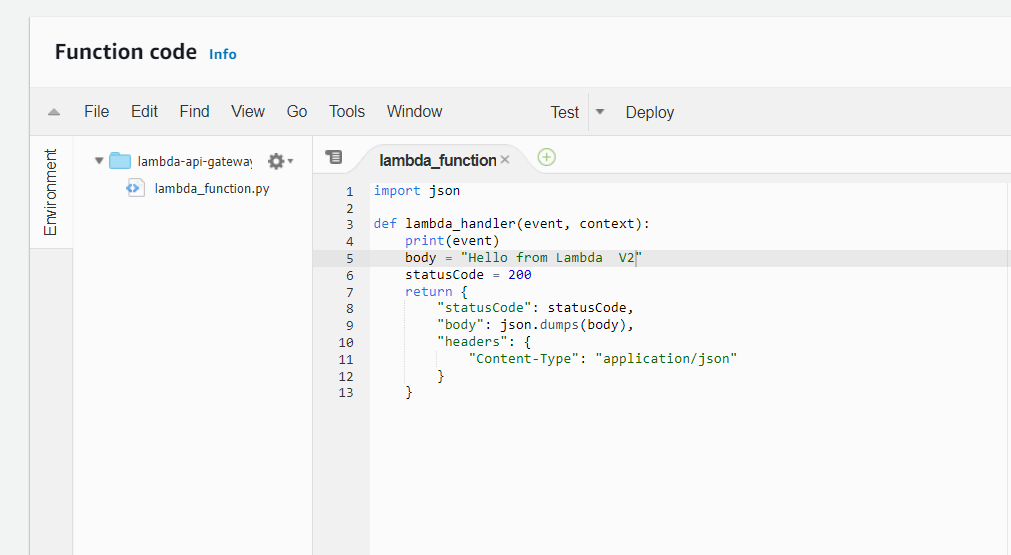 Function code Info
File Edit Find View Go Tools Window Test Deploy
Environment
lambda-api-gateway
lambda_function.py
lambda_function ×
1 import json
2
3 def lambda_handler(event, context):
4     print(event)
5     body = "Hello from Lambda  V2"
6     statusCode = 200
7     return {
8         "statusCode": statusCode,
9         "body": json.dumps(body),
10         "headers": {
11             "Content-Type": "application/json"
12         }
13     }